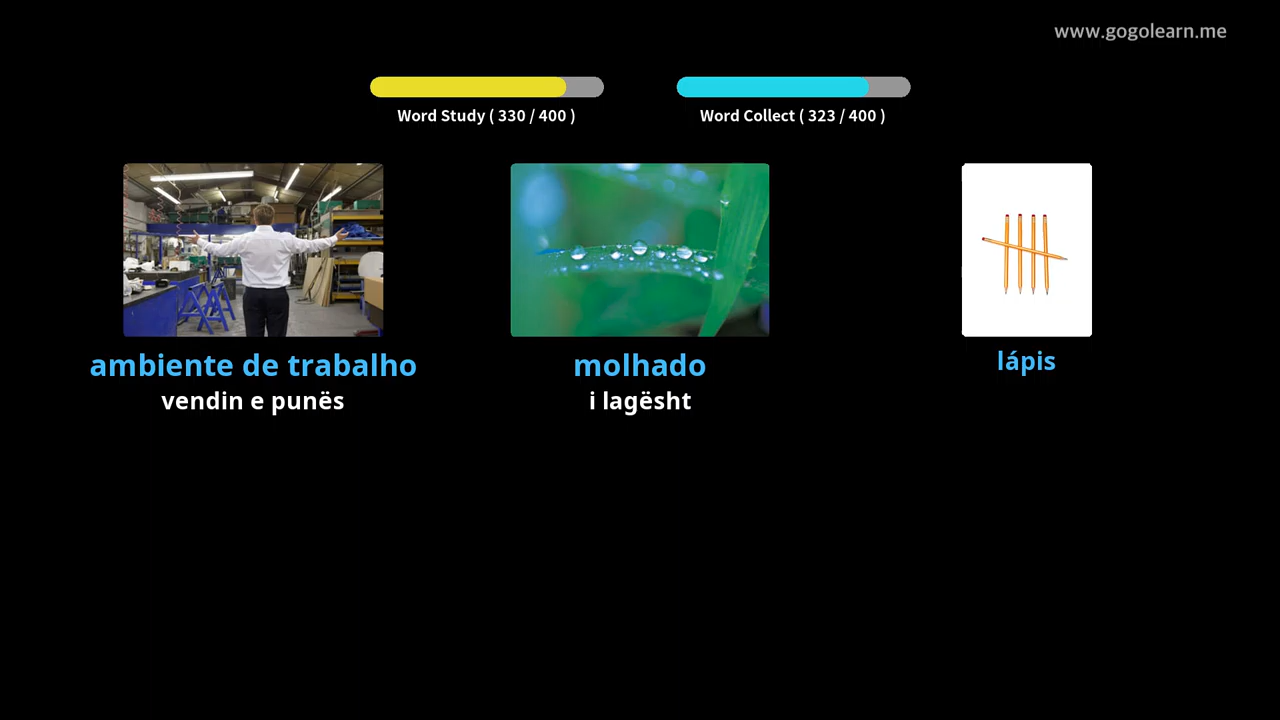 www.gogolearn.me
Word Study ( 330 / 400 )
Word Collect ( 323 / 400 )
ambiente de trabalho
vendin e punës
molhado
i lagësht
lápis